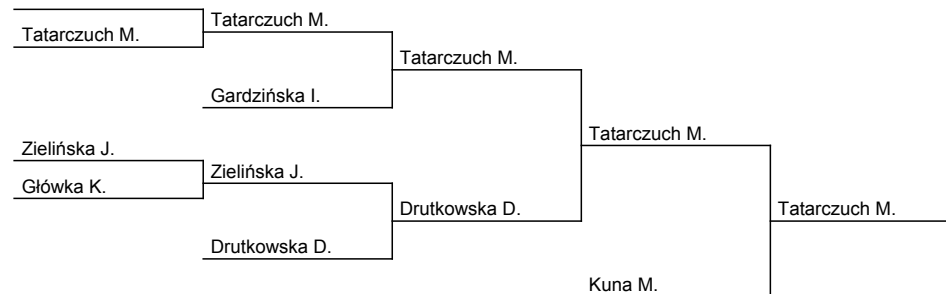 Tatarczuch M.
Tatarczuch M.
Tatarczuch M.
Gardzińska I.
Tatarczuch M.
Zielińska J.
Zielińska J.
Główka K.
Drutkowska D.
Tatarczuch M.
Drutkowska D.
Kuna M.